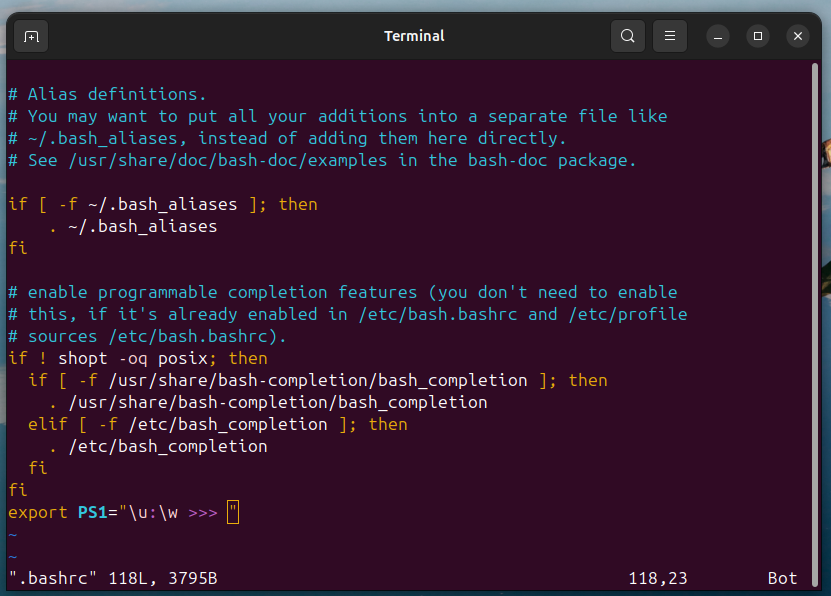 Terminal
# Alias definitions.
# You may want to put all your additions into a separate file like
# ~/.bash_aliases, instead of adding them here directly.
# See /usr/share/doc/bash-doc/examples in the bash-doc package.
if [ -f ~/.bash_aliases ]; then
    . ~/.bash_aliases
fi
# enable programmable completion features (you don't need to enable
# this, if it's already enabled in /etc/bash.bashrc and /etc/profile
# sources /etc/bash.bashrc).
if ! shopt -oq posix; then
  if [ -f /usr/share/bash-completion/bash_completion ]; then
    . /usr/share/bash-completion/bash_completion
  elif [ -f /etc/bash_completion ]; then
    . /etc/bash_completion
  fi
fi
export PS1="\u:\w >>> "
~
~
".bashrc" 118L, 3795B 118,23 Bot